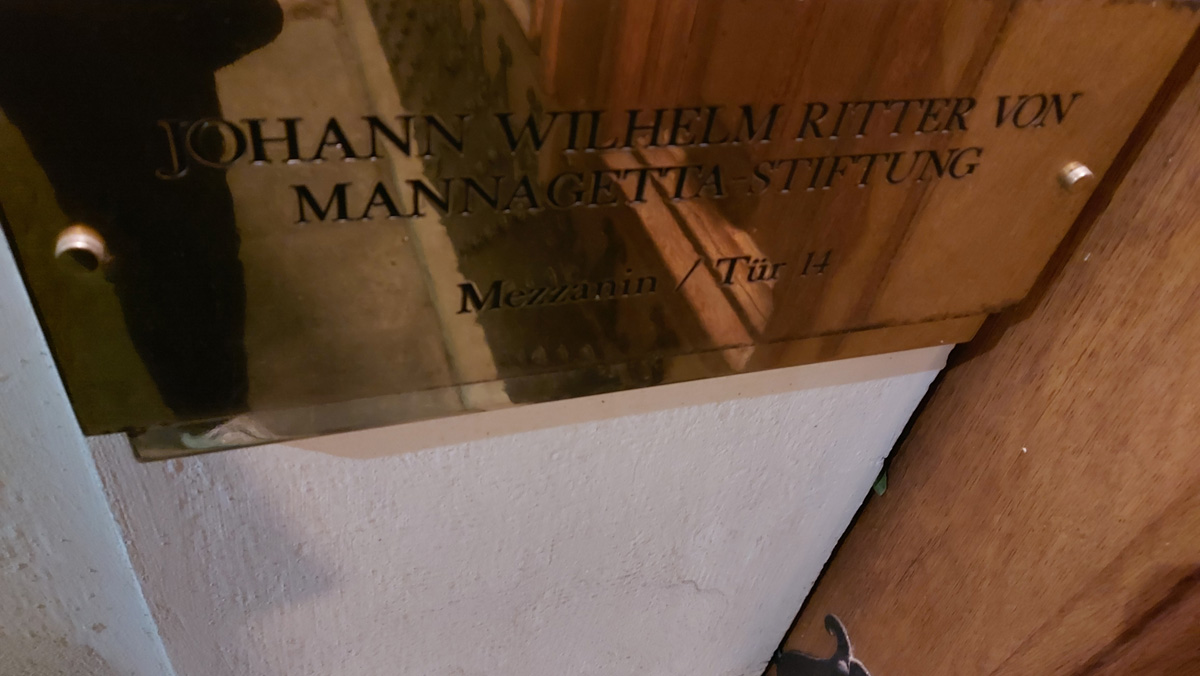 JOHANN WILHELM RITTER VON
MANNAGETTA-STIFTUNG
Mezzanin / Tür 14